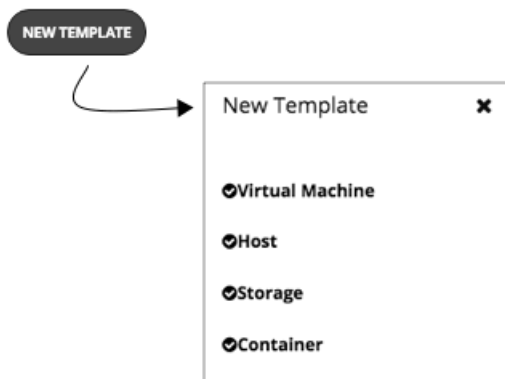 NEW TEMPLATE
New Template
Virtual Machine
Host
Storage
Container